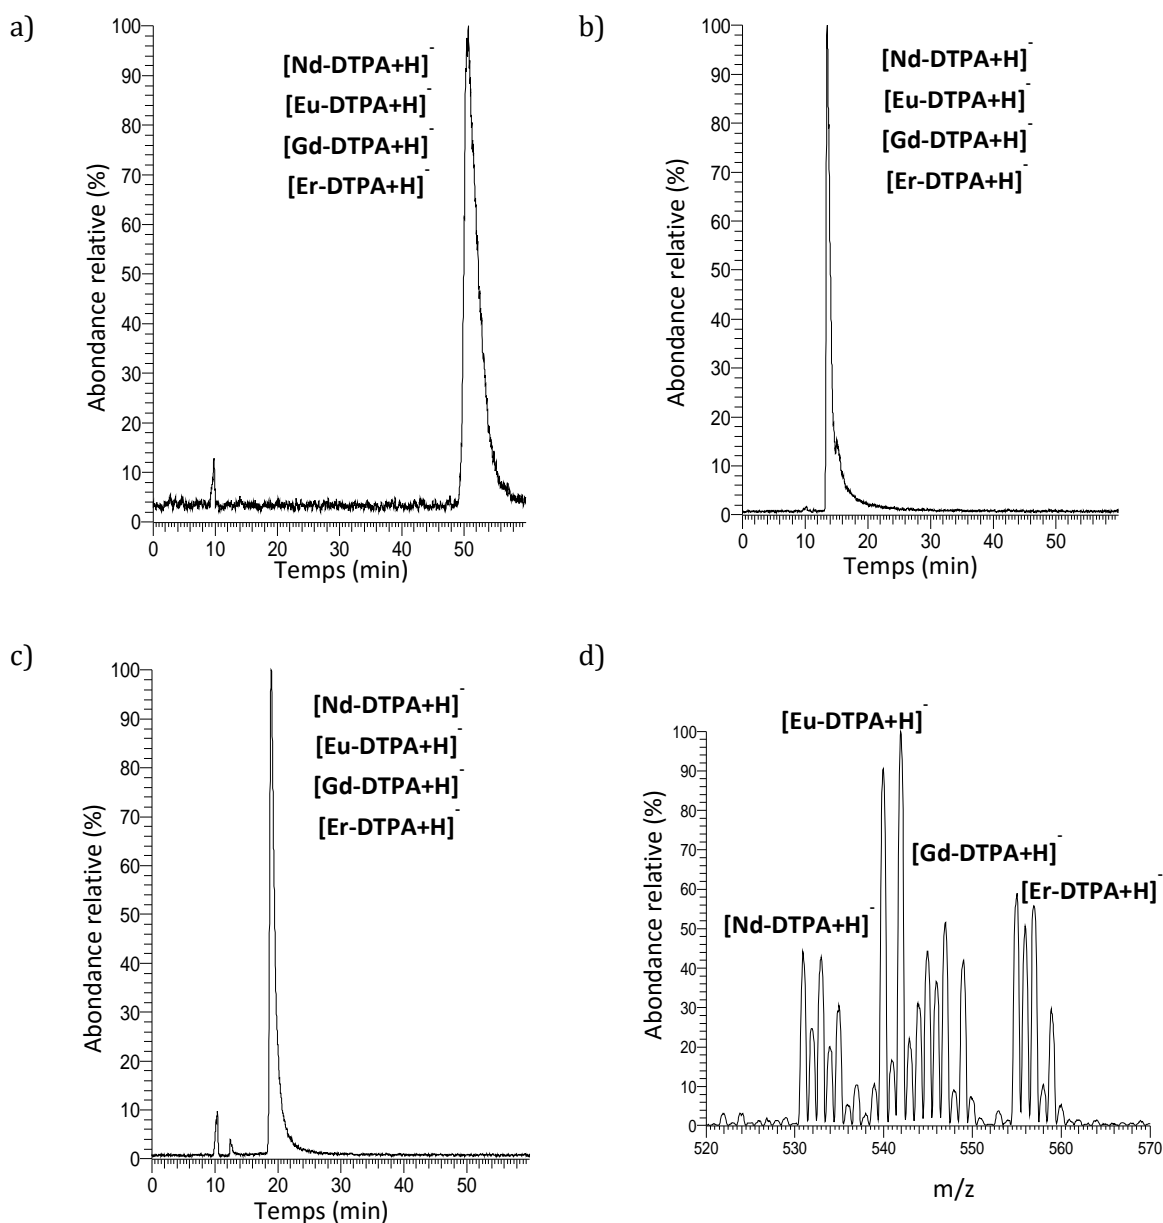 a)
100
90
80
70
60
50
40
30
20
10
0
Abondance relative (%)
[Nd-DTPA+H]⁻
[Eu-DTPA+H]⁻
[Gd-DTPA+H]⁻
[Er-DTPA+H]⁻
0 10 20 30 40 50
Temps (min)
b)
100
90
80
70
60
50
40
30
20
10
0
Abondance relative (%)
[Nd-DTPA+H]⁻
[Eu-DTPA+H]⁻
[Gd-DTPA+H]⁻
[Er-DTPA+H]⁻
0 10 20 30 40 50
Temps (min)
c)
100
90
80
70
60
50
40
30
20
10
0
Abondance relative (%)
[Nd-DTPA+H]⁻
[Eu-DTPA+H]⁻
[Gd-DTPA+H]⁻
[Er-DTPA+H]⁻
0 10 20 30 40 50
Temps (min)
d)
100
90
80
70
60
50
40
30
20
10
0
Abondance relative (%)
[Eu-DTPA+H]⁻
[Gd-DTPA+H]⁻
[Er-DTPA+H]⁻
[Nd-DTPA+H]⁻
520 530 540 550 560 570
m/z